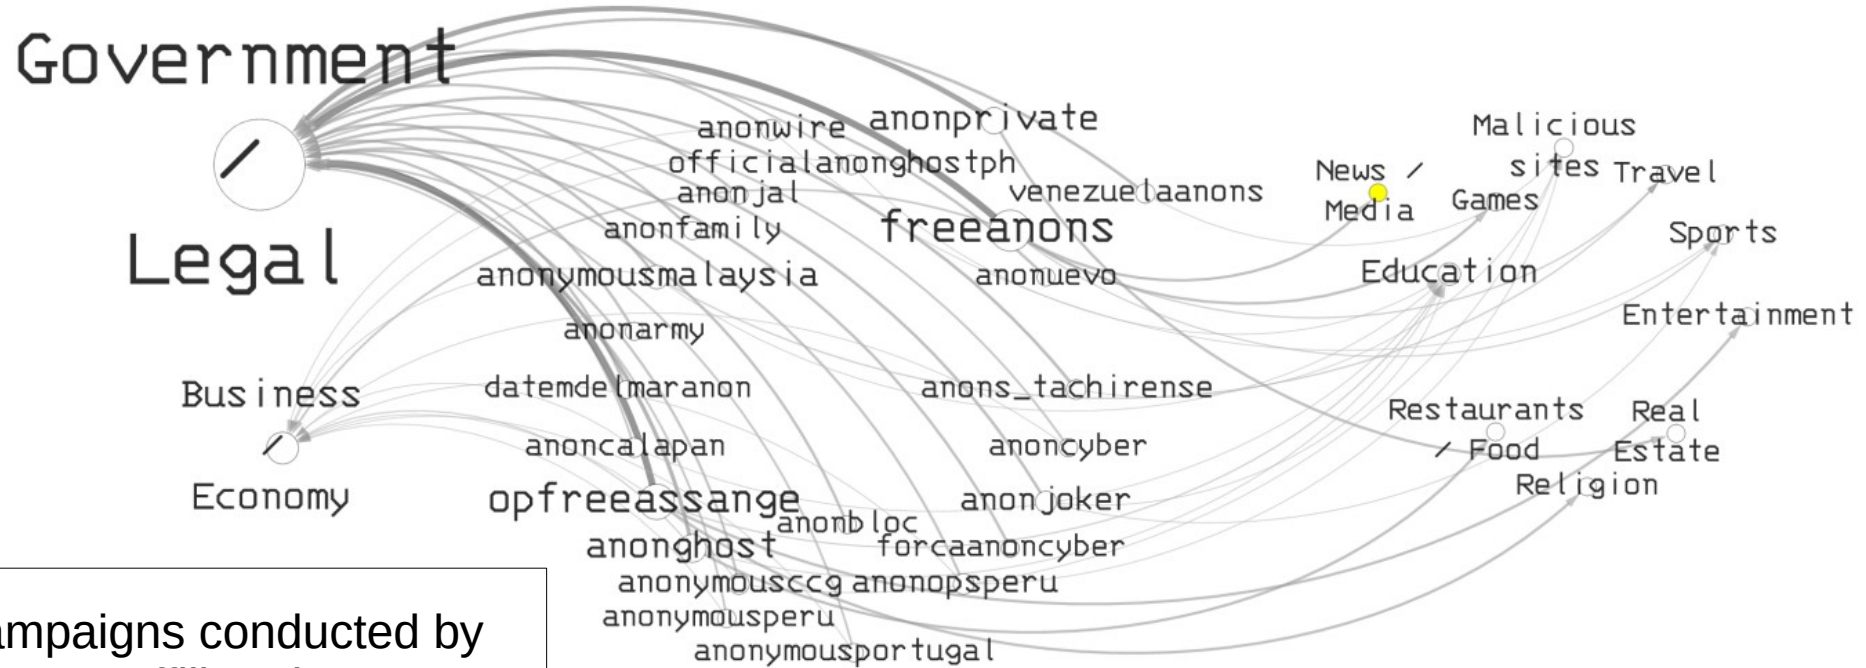 Government
/
Legal
Business
/
Economy
anonwire
anonprivate
officialanonghostph
anonjal
venezuelaanons
anonfamily
freeanons
anonymousmalaysia
anonuevo
anonarmy
datemdelmaranon
anons_tachirense
anoncalapan
anoncyber
opfreeassange
anonjoker
anonbloc
anonghost
forcaanoncyber
anonymousccg
anonopsperu
anonymousperu
anonymousportugal
News /
Media
Malicious
sites
Travel
Games
Sports
Education
Entertainment
Restaurants
/ Food
Real
Estate
Religion
conducted by